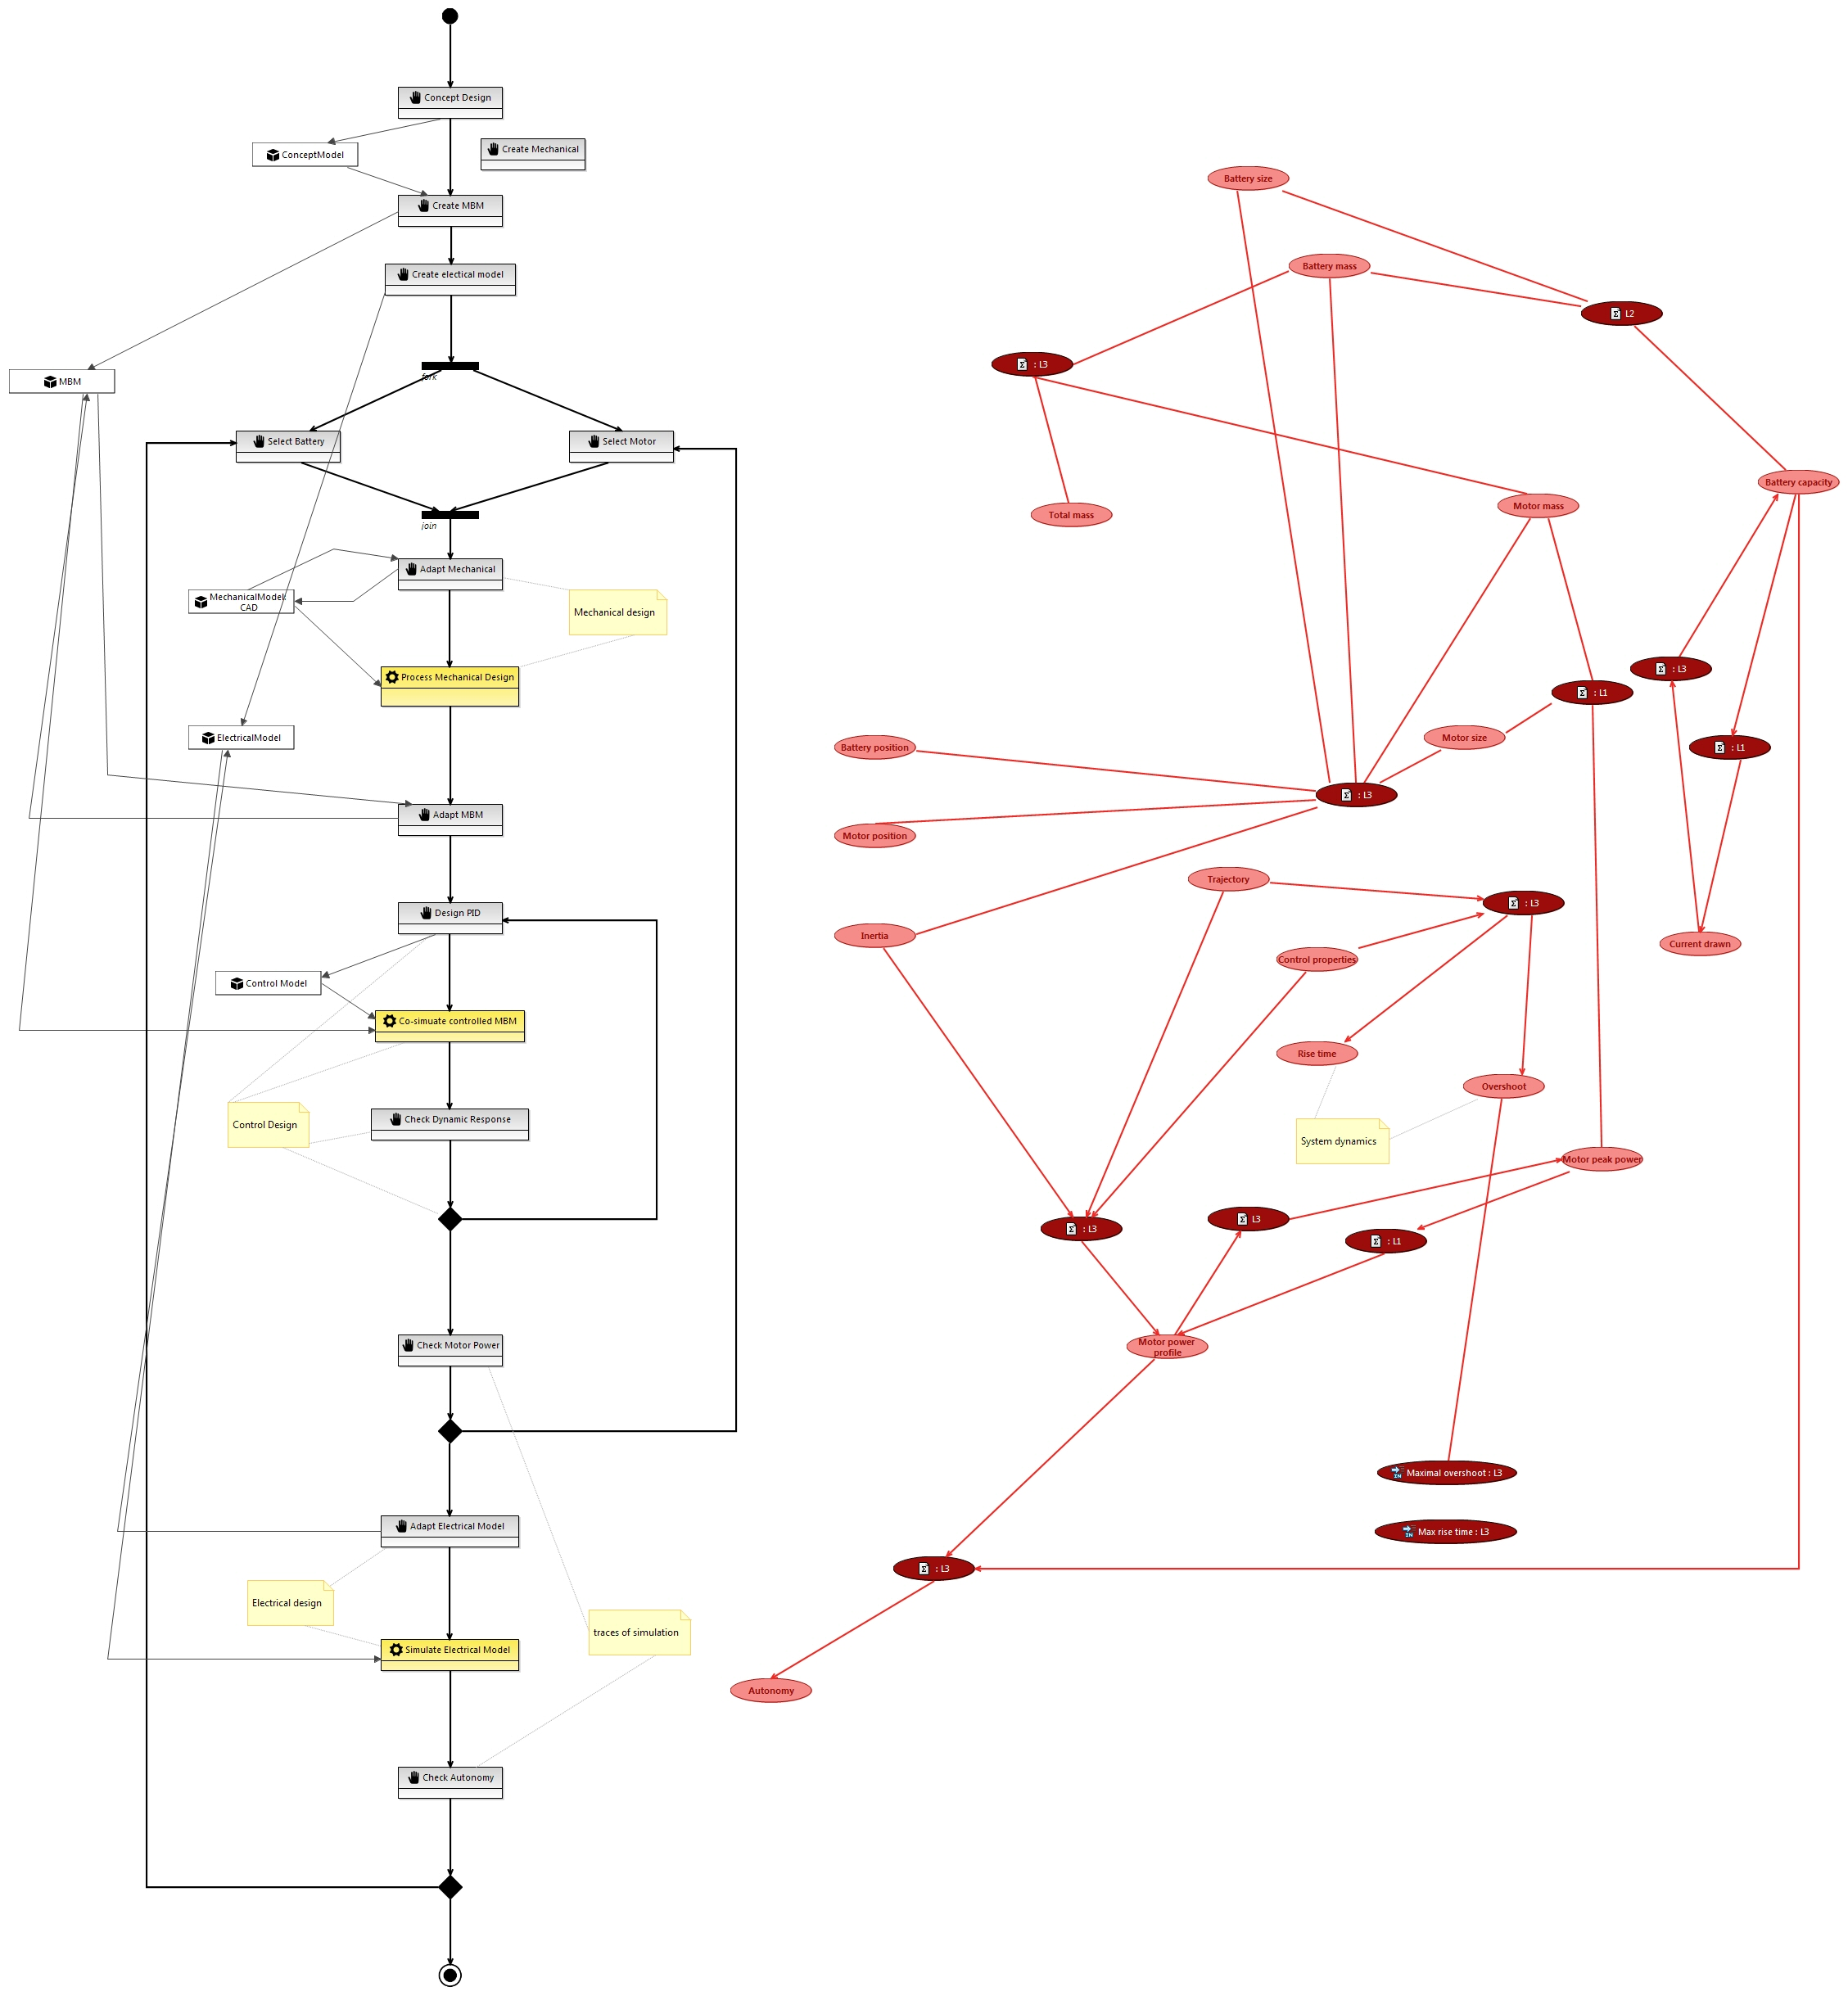 Concept Design
ConceptModel
Create Mechanical
Create MBM
Create electical model
MBM
fork
Select Battery
Select Motor
join
Adapt Mechanical
MechanicalModel:
CAD
Mechanical design
Process Mechanical Design
ElectricalModel
Adapt MBM
Design PID
Control Model
Co-simuate controlled MBM
Control Design
Check Dynamic Response
Check Motor Power
Adapt Electrical Model
Electrical design
traces of simulation
Simulate Electrical Model
Check Autonomy
Battery size
Battery mass
Σ L2
Σ : L3
Battery capacity
Motor mass
Total mass
Σ : L3
Σ : L1
Motor size
Σ : L1
Battery position
Σ : L3
Motor position
Trajectory
Σ : L3
Inertia
Current drawn
Control properties
Rise time
Overshoot
System dynamics
Motor peak power
Σ L3
Σ : L3
Σ : L1
Motor power
profile
IN Maximal overshoot : L3
IN Max rise time : L3
Σ : L3
Autonomy